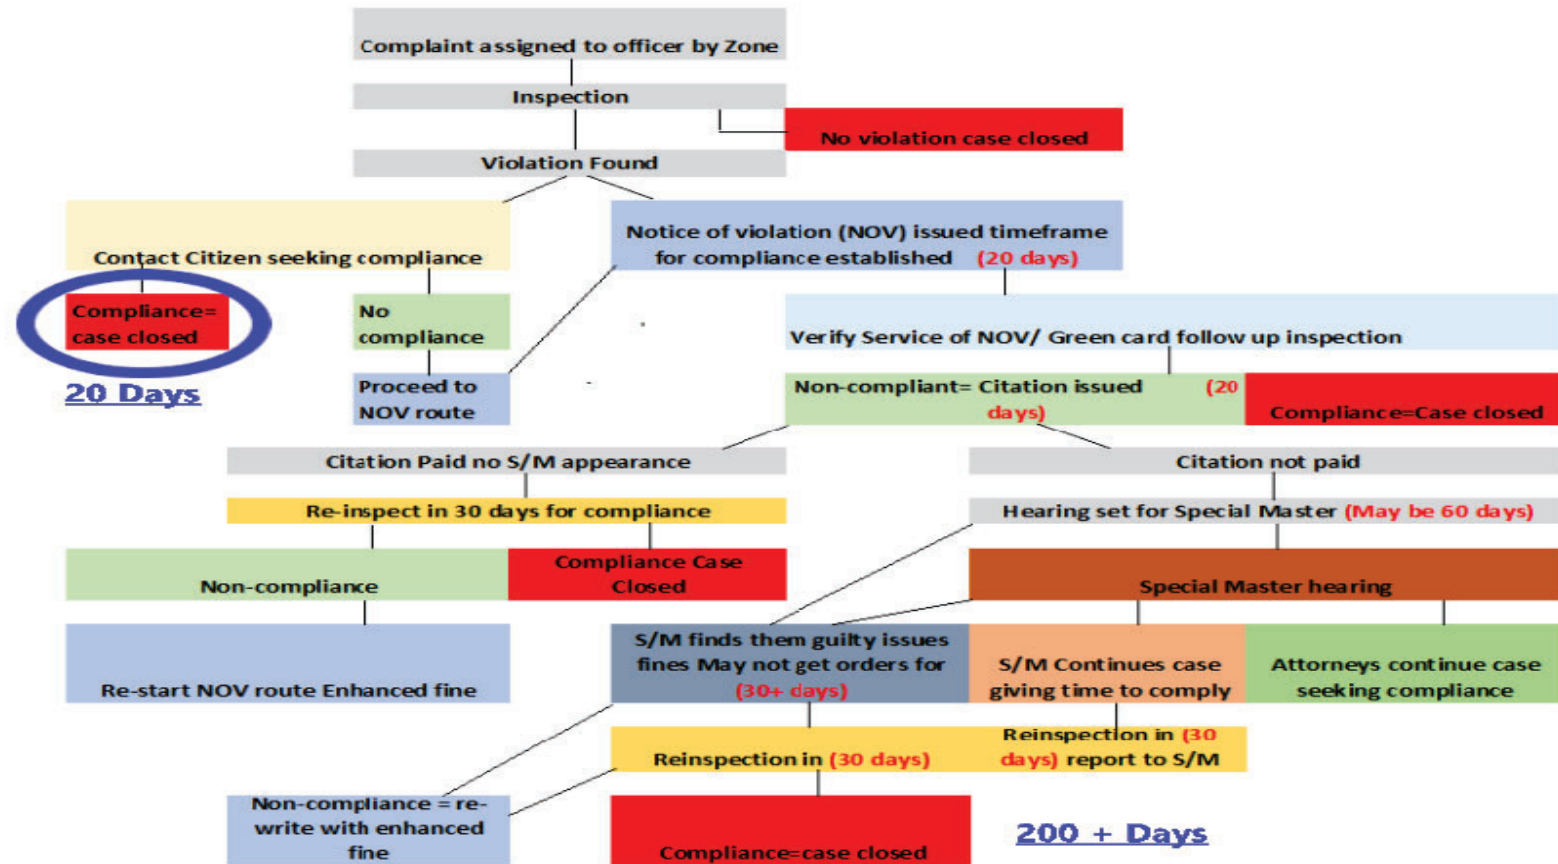 Complaint assigned to officer by Zone
Inspection
No violation case closed
Violation Found
Contact Citizen seeking compliance
Notice of violation (NOV) issued timeframe
for compliance established (20 days)
Compliance=
case closed
20 Days
No
compliance
Verify Service of NOV/ Green card follow up inspection
Proceed to
NOV route
Non-compliant= Citation issued (20
days)
Compliance=Case closed
Citation Paid no S/M appearance
Citation not paid
Re-inspect in 30 days for compliance
Hearing set for Special Master (May be 60 days)
Non-compliance
Compliance Case
Closed
Special Master hearing
Re-start NOV route Enhanced fine
S/M finds them guilty issues
fines May not get orders for
(30+ days)
S/M Continues case
giving time to comply
Attorneys continue case
seeking compliance
Reinspection in (30 days)
Reinspection in (30
days) report to S/M
Non-compliance = re-
write with enhanced
fine
Compliance=case closed
200 + Days